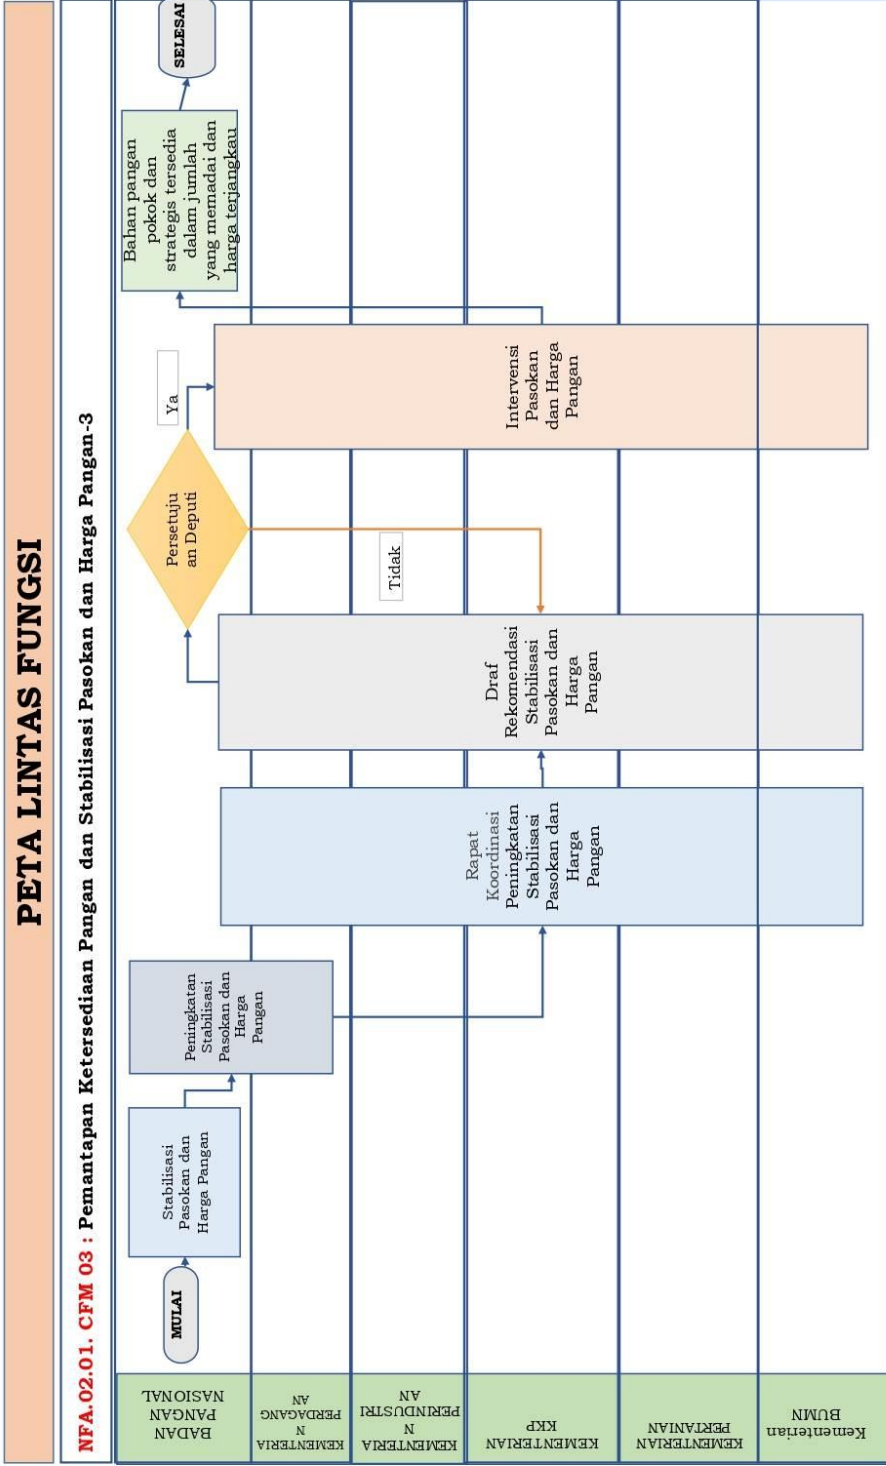 PETA LINTAS FUNGSI
NFA.02.01. CFM 03 : Pemantapan Ketersediaan Pangan dan Stabilisasi Pasokan dan Harga Pangan-3
BADAN
PANGAN
NASIONAL
KEMENTERIA
N
PERDAGANG
AN
KEMENTERIA
N
PERINDUSTRI
AN
KEMENTERIAN
KKP
KEMENTERIAN
PERTANIAN
Kementerian
BUMN
MULAI
Stabilisasi
Pasokan dan
Harga Pangan
Peningkatan
Stabilisasi
Pasokan dan
Harga
Pangan
Rapat
Koordinasi
Peningkatan
Stabilisasi
Pasokan dan
Harga
Pangan
Draf
Rekomendasi
Stabilisasi
Pasokan dan
Harga
Pangan
Persetuju
an Deputi
Tidak
Ya
Intervensi
Pasokan
dan Harga
Pangan
Bahan pangan
pokok dan
strategis tersedia
dalam jumlah
yang memadai dan
harga terjangkau
SELESAI